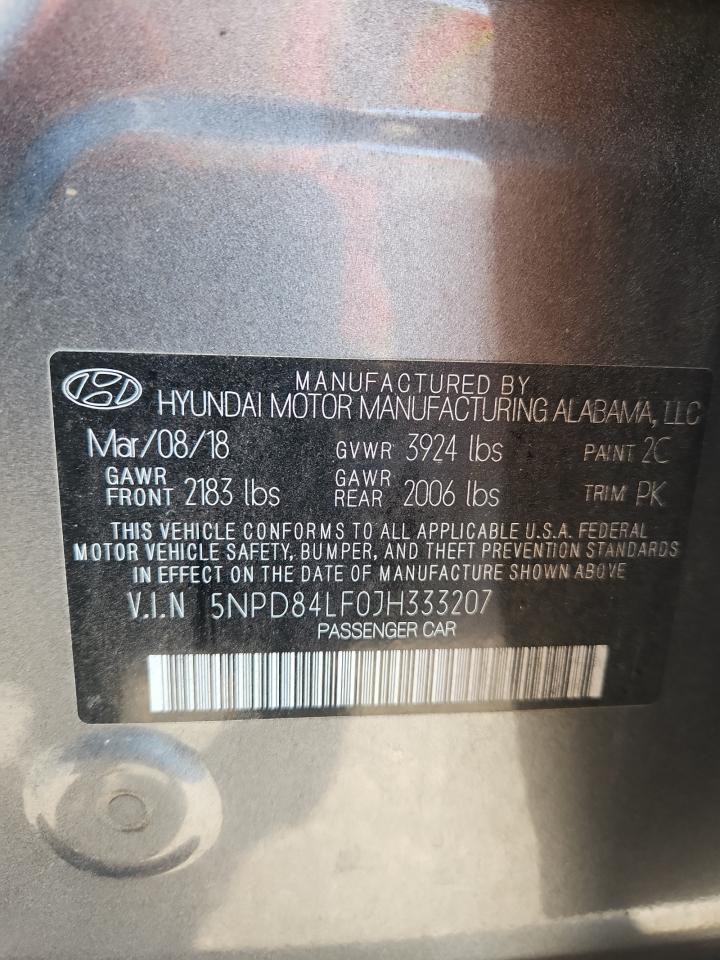 MANUFACTURED BY
HYUNDAI MOTOR MANUFACTURING ALABAMA, LLC
Mar/08/18 GVWR 3924 lbs PAINT 2C
GAWR FRONT 2183 lbs GAWR REAR 2006 lbs TRIM PK
THIS VEHICLE CONFORMS TO ALL APPLICABLE U.S.A. FEDERAL
MOTOR VEHICLE SAFETY, BUMPER, AND THEFT PREVENTION STANDARDS
IN EFFECT ON THE DATE OF MANUFACTURE SHOWN ABOVE
V.I.N 5NPD84LF0JH333207
PASSENGER CAR